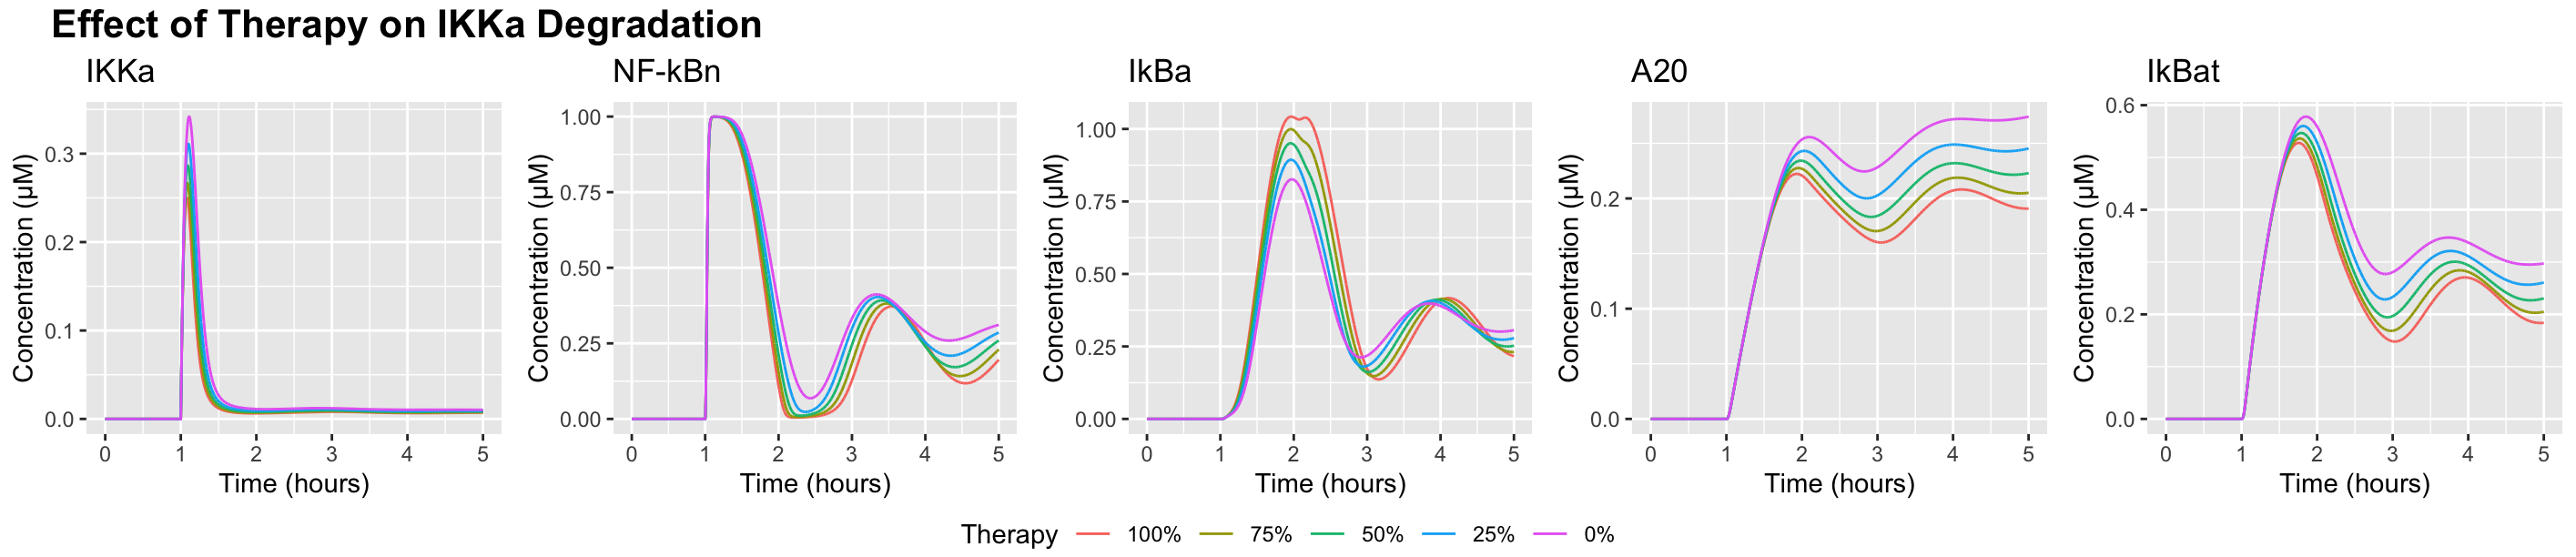 Effect of Therapy on IKKa Degradation
IKKa
Concentration (µM)
0.3
0.2
0.1
0.0
0 1 2 3 4 5
Time (hours)
NF-kBn
Concentration (µM)
1.00
0.75
0.50
0.25
0.00
0 1 2 3 4 5
Time (hours)
IkBa
Concentration (µM)
1.00
0.75
0.50
0.25
0.00
0 1 2 3 4 5
Time (hours)
A20
Concentration (µM)
0.2
0.1
0.0
0 1 2 3 4 5
Time (hours)
IkBat
Concentration (µM)
0.6
0.4
0.2
0.0
0 1 2 3 4 5
Time (hours)
Therapy 100% 75% 50% 25% 0%